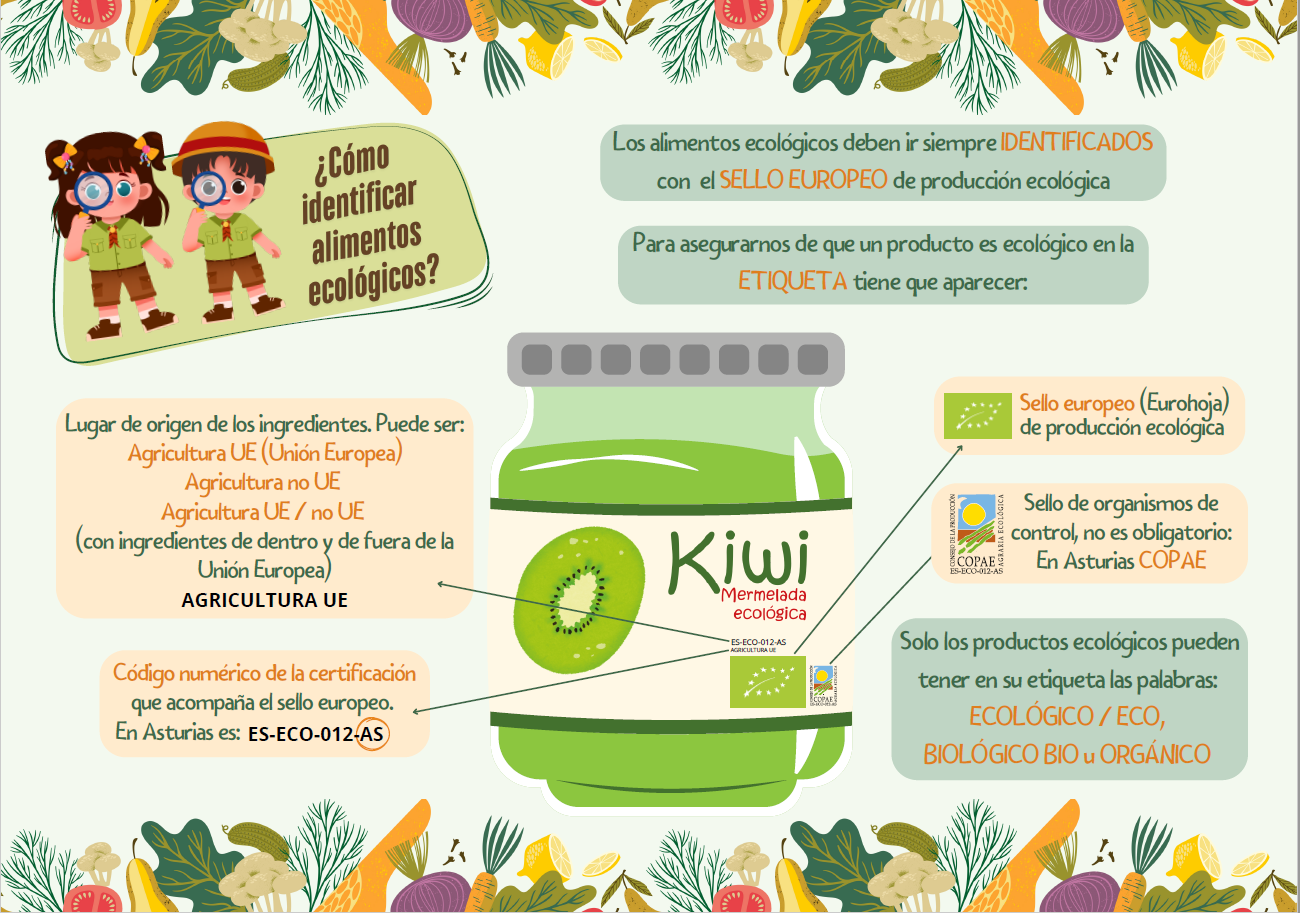 ¿Cómo
identificar
alimentos
ecológicos?
Los alimentos ecológicos deben ir siempre IDENTIFICADOS
con el SELLO EUROPEO de producción ecológica
Para asegurarnos de que un producto es ecológico en la
ETIQUETA tiene que aparecer:
Lugar de origen de los ingredientes. Puede ser:
Agricultura UE (Unión Europea)
Agricultura no UE
Agricultura UE / no UE
(con ingredientes de dentro y de fuera de la
Unión Europea)
AGRICULTURA UE
Código numérico de la certificación
que acompaña el sello europeo.
En Asturias es: ES-ECO-012-AS
Kiwi
Mermelada
ecológica
ES-ECO-012-AS
AGRICULTURA UE
COPAE
Sello europeo (Eurohoja)
de producción ecológica
CONSEJO DE LA PRODUCCIÓN
AGRARIA ECOLÓGICA
COPAE
ES-ECO-012-AS
Sello de organismos de
control, no es obligatorio:
En Asturias COPAE
Solo los productos ecológicos pueden
tener en su etiqueta las palabras:
ECOLÓGICO / ECO,
BIOLÓGICO BIO u ORGÁNICO